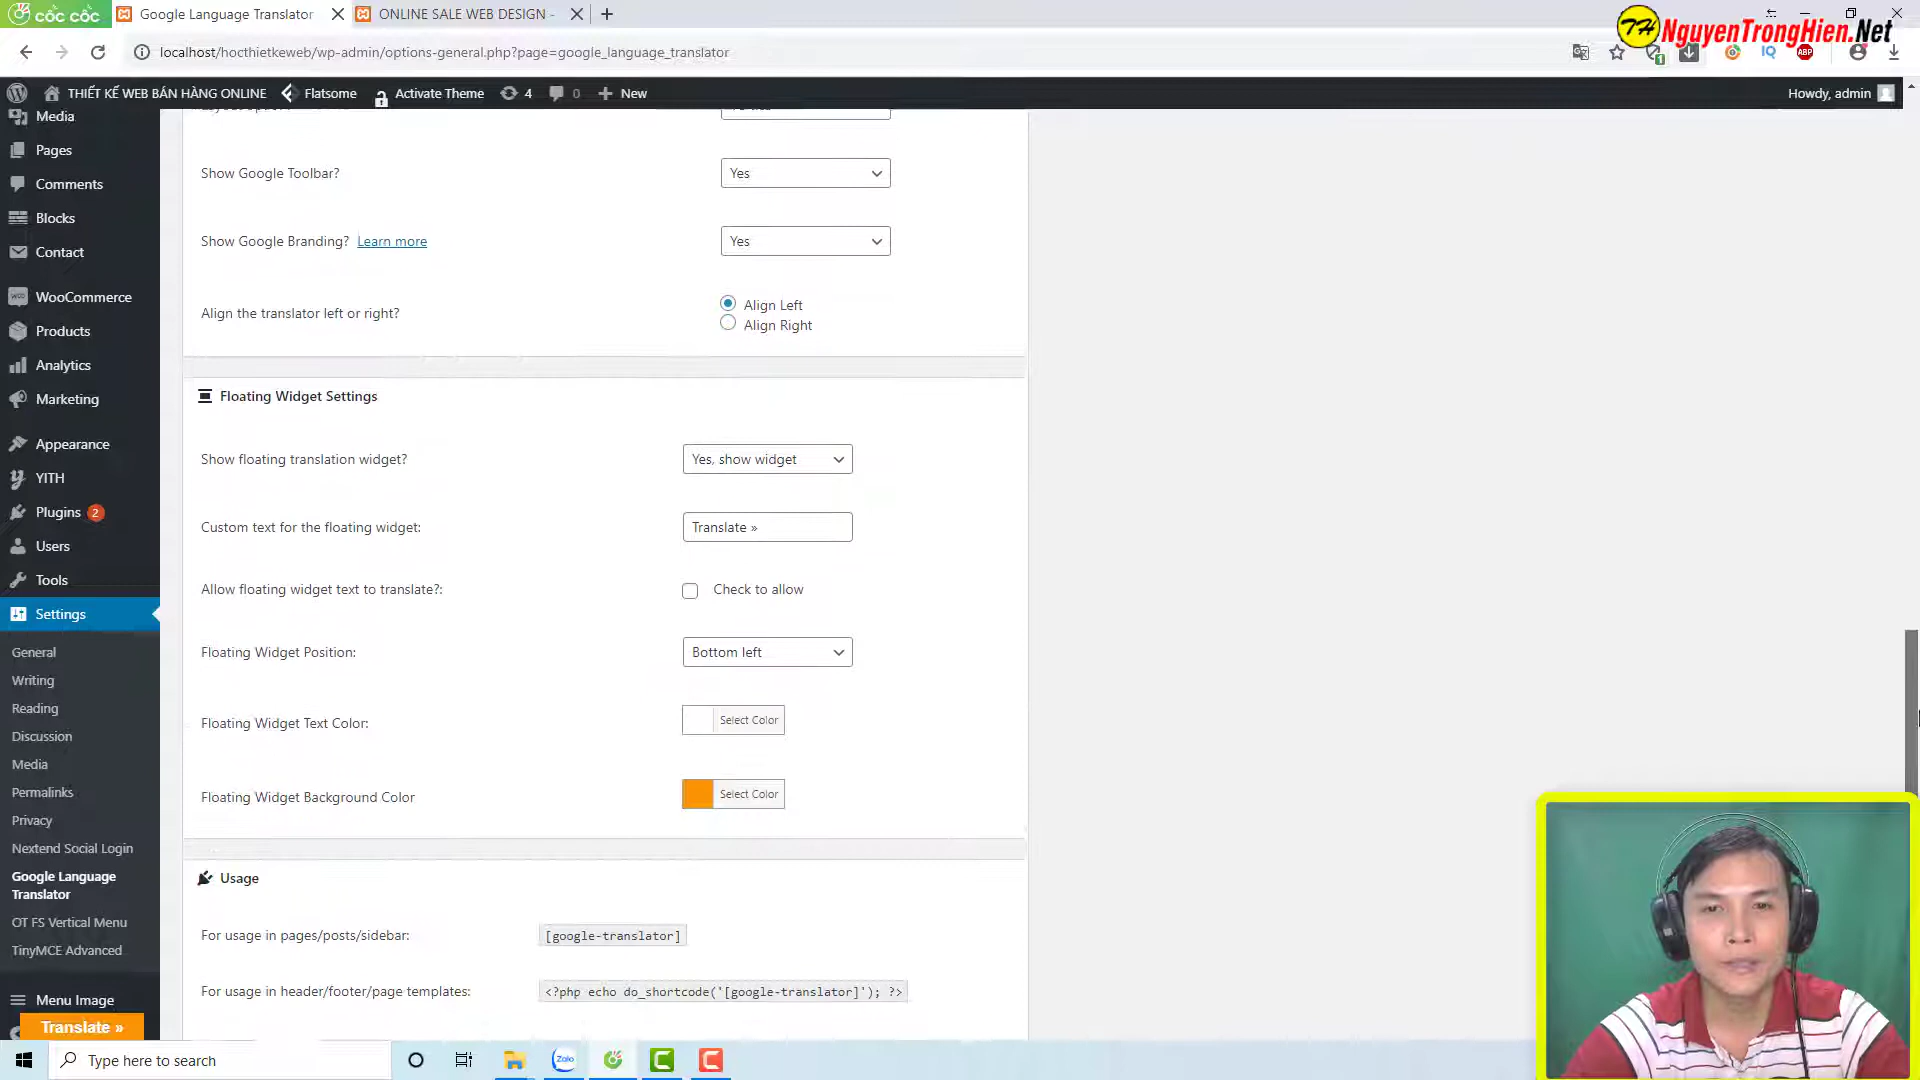 cốc cốc
Google Language Translator
ONLINE SALE WEB DESIGN -
localhost/hocthietkeweb/wp-admin/options-general.php?page=google_language_translator
TH NguyenTrongHien.Net
THIẾT KẾ WEB BÁN HÀNG ONLINE
Flatsome
Activate Theme
4
0
New
Howdy, admin
Media
Pages
Comments
Blocks
Contact
WooCommerce
Products
Analytics
Marketing
Appearance
YITH
Plugins 2
Users
Tools
Settings
General
Writing
Reading
Discussion
Media
Permalinks
Privacy
Nextend Social Login
Google Language
Translator
OT FS Vertical Menu
TinyMCE Advanced
Menu Image
Translate »
Show Google Toolbar?
Yes
Show Google Branding? Learn more
Yes
Align the translator left or right?
Align Left
Align Right
Floating Widget Settings
Show floating translation widget?
Yes, show widget
Custom text for the floating widget:
Translate »
Allow floating widget text to translate?:
Check to allow
Floating Widget Position:
Bottom left
Floating Widget Text Color:
Select Color
Floating Widget Background Color
Select Color
Usage
For usage in pages/posts/sidebar:
[google-translator]
For usage in header/footer/page templates:
<?php echo do_shortcode('[google-translator]'); ?>
Type here to search
Zalo